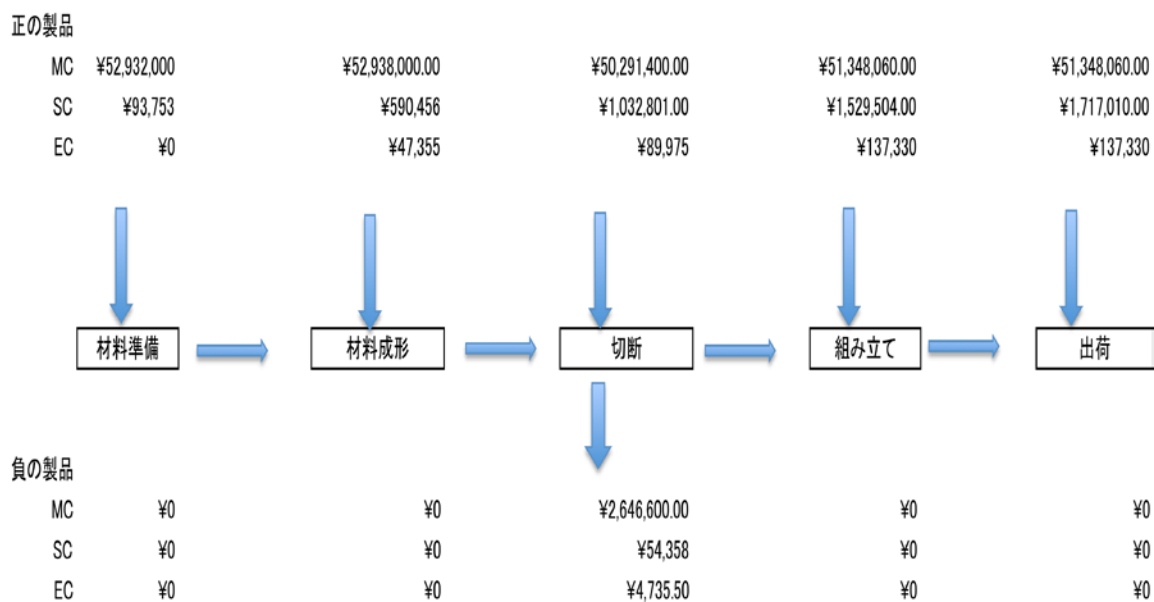 正の製品
MC ¥52,932,000 ¥52,938,000.00 ¥50,291,400.00 ¥51,348,060.00 ¥51,348,060.00
SC ¥93,753 ¥590,456 ¥1,032,801.00 ¥1,529,504.00 ¥1,717,010.00
EC ¥0 ¥47,355 ¥89,975 ¥137,330 ¥137,330
材料準備 材料成形 切断 組み立て 出荷
負の製品
MC ¥0 ¥0 ¥2,646,600.00 ¥0 ¥0
SC ¥0 ¥0 ¥54,358 ¥0 ¥0
EC ¥0 ¥0 ¥4,735.50 ¥0 ¥0